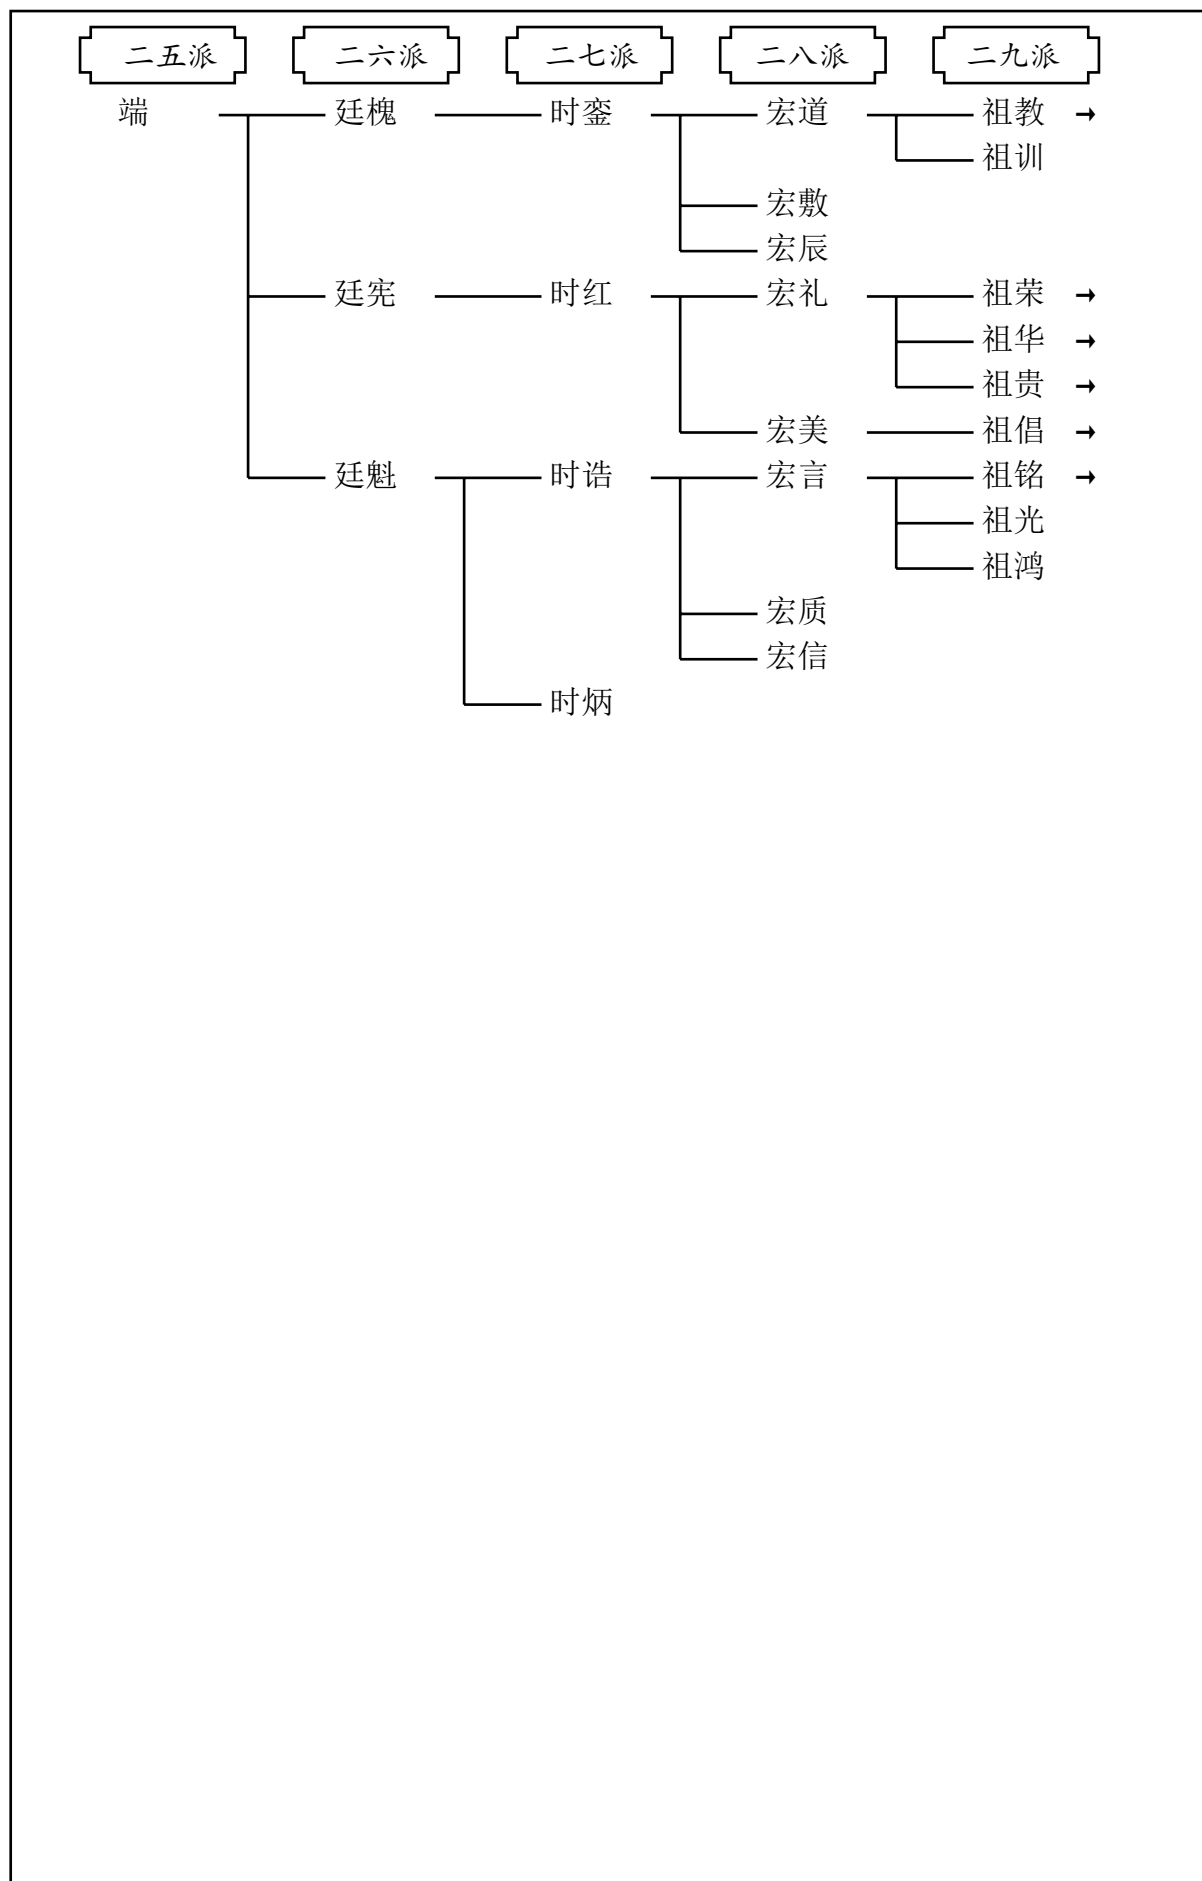 二五派 二六派 二七派 二八派 二九派
端 廷槐 时銮 宏道 祖教 →
祖训
宏敷
宏辰
廷宪 时红 宏礼 祖荣 →
祖华 →
祖贵 →
宏美 祖倡 →
廷魁 时诰 宏言 祖铭 →
祖光
祖鸿
宏质
宏信
时炳